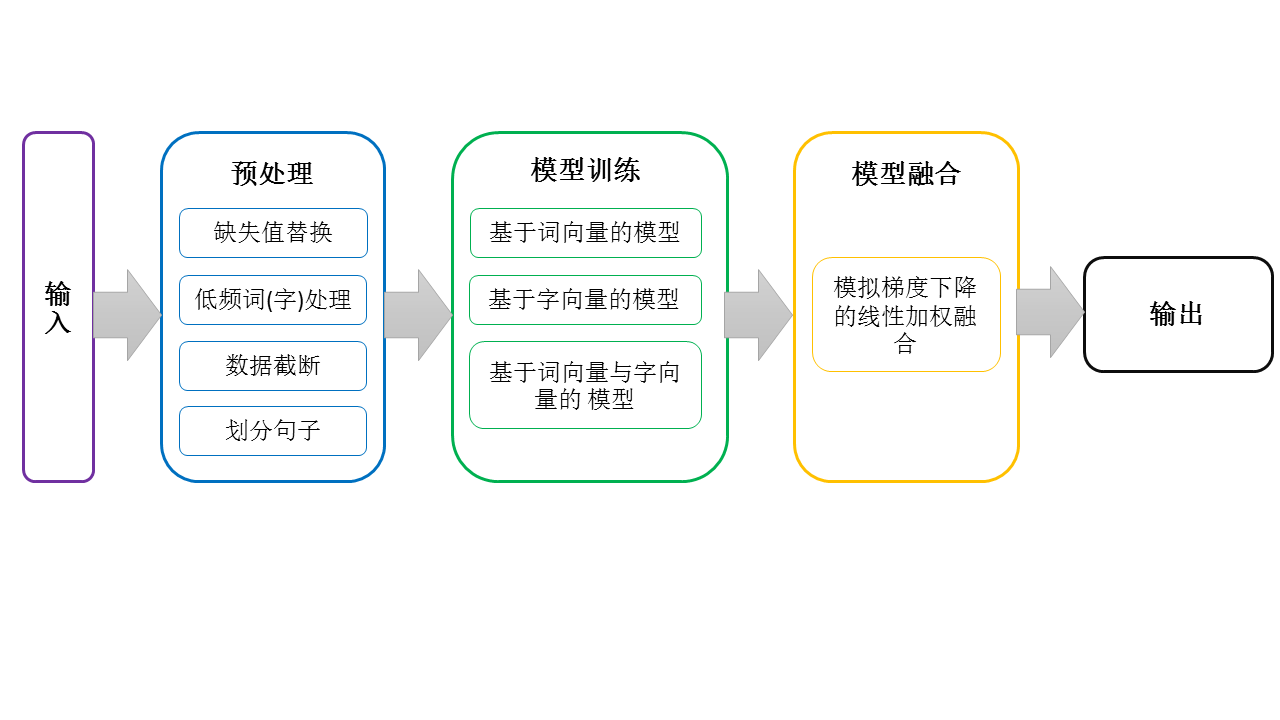 输
入
预处理
缺失值替换
低频词(字)处理
数据截断
划分句子
模型训练
基于词向量的模型
基于字向量的模型
基于词向量与字向
量的 模型
模型融合
模拟梯度下降
的线性加权融
合
输出